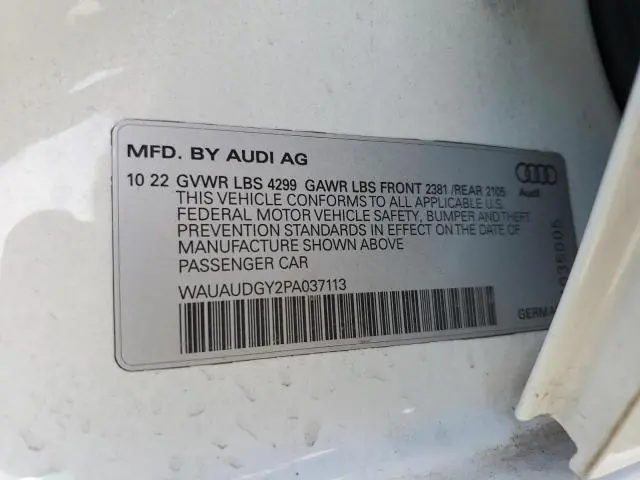 MFD. BY AUDI AG
10 22 GVWR LBS 4299 GAWR LBS FRONT 2381 /REAR 2105
THIS VEHICLE CONFORMS TO ALL APPLICABLE U.S.
FEDERAL MOTOR VEHICLE SAFETY, BUMPER AND THEFT
PREVENTION STANDARDS IN EFFECT ON THE DATE OF
MANUFACTURE SHOWN ABOVE
PASSENGER CAR
WAUAUDGY2PA037113
Audi